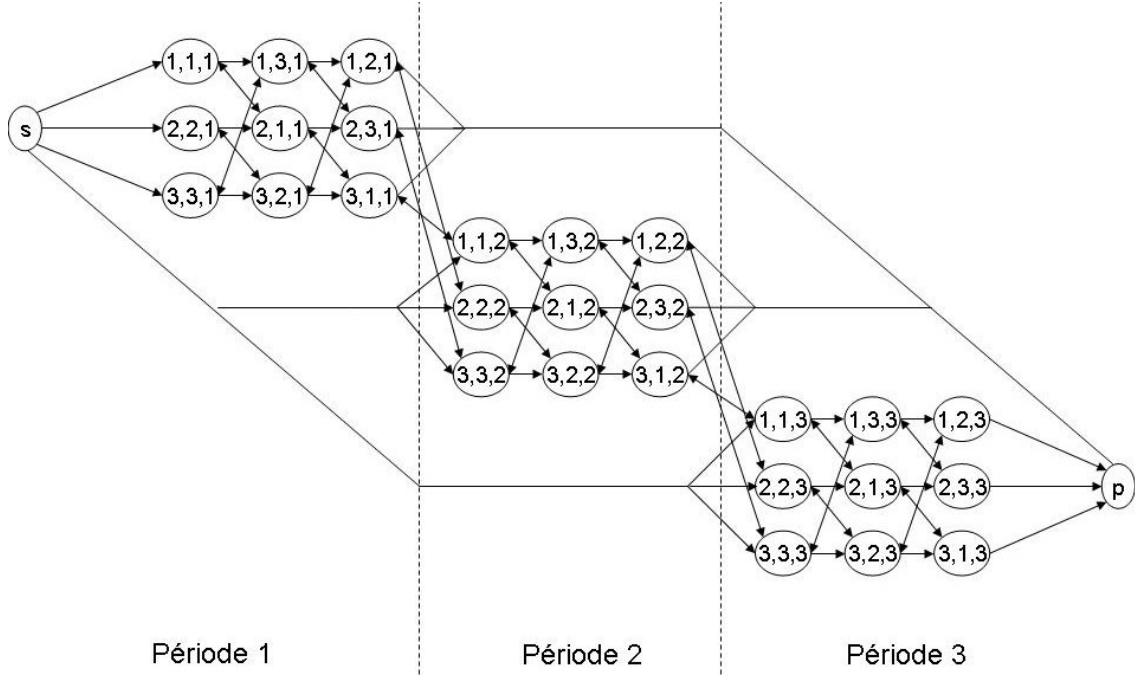 1,1,1 1,3,1 1,2,1
s 2,2,1 2,1,1 2,3,1
3,3,1 3,2,1 3,1,1
1,1,2 1,3,2 1,2,2
2,2,2 2,1,2 2,3,2
3,3,2 3,2,2 3,1,2
1,1,3 1,3,3 1,2,3
2,2,3 2,1,3 2,3,3 p
3,3,3 3,2,3 3,1,3
Période 1 Période 2 Période 3